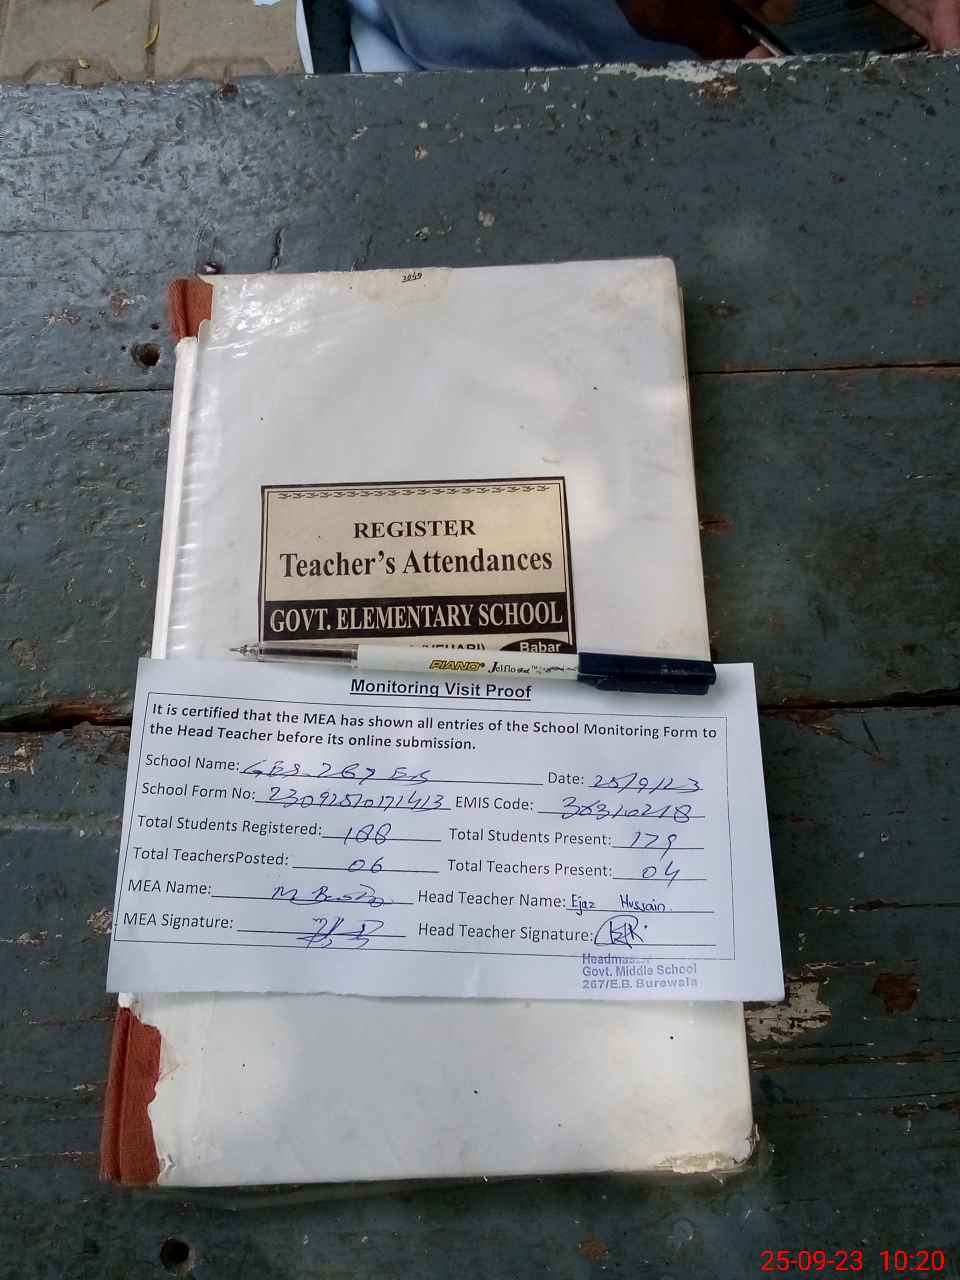 2049
REGISTER
Teacher's Attendances
GOVT. ELEMENTARY SCHOOL
(VEHARI) Babar
PIANO Jelflo
Monitoring Visit Proof
It is certified that the MEA has shown all entries of the School Monitoring Form to
the Head Teacher before its online submission.
School Name: GES 267 EB Date: 25/9/23
School Form No: EMIS Code:
Total Students Registered: 188 Total Students Present: 179
Total TeachersPosted: 06 Total Teachers Present: 04
MEA Name: M Head Teacher Name: Ejaz Hussain.
MEA Signature: Head Teacher Signature:
Headmaster
Govt. Middle School
267/E.B. Burewala
25-09-23 10:20